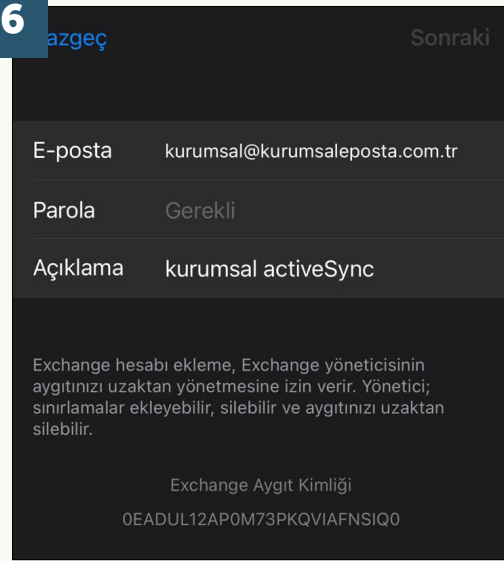 6
azgeç
Sonraki
E-posta kurumsal@kurumsaleposta.com.tr
Parola Gerekli
Açıklama kurumsal activeSync
Exchange hesabı ekleme, Exchange yöneticisinin
aygıtınızı uzaktan yönetmesine izin verir. Yönetici;
sınırlamalar ekleyebilir, silebilir ve aygıtınızı uzaktan
silebilir.
Exchange Aygıt Kimliği
0EADUL12AP0M73PKQVIAFNSIQ0